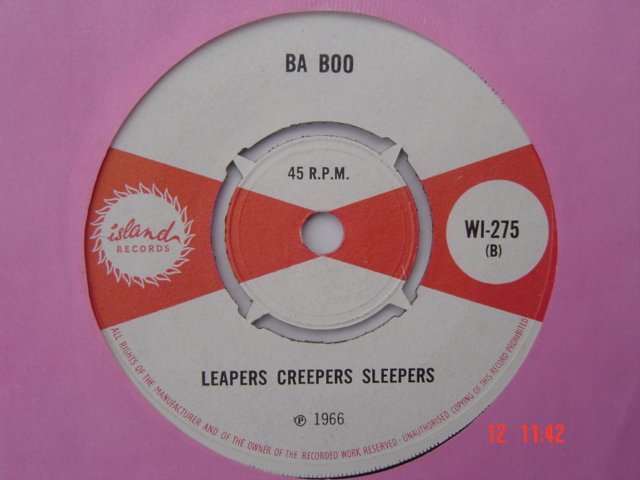 BA BOO
45 R.P.M.
island
RECORDS
WI-275
(B)
LEAPERS CREEPERS SLEEPERS
℗ 1966
ALL RIGHTS OF THE MANUFACTURER AND OF THE OWNER OF THE RECORDED WORK RESERVED - UNAUTHORISED COPYING OF THIS RECORD PROHIBITED
12 11:42